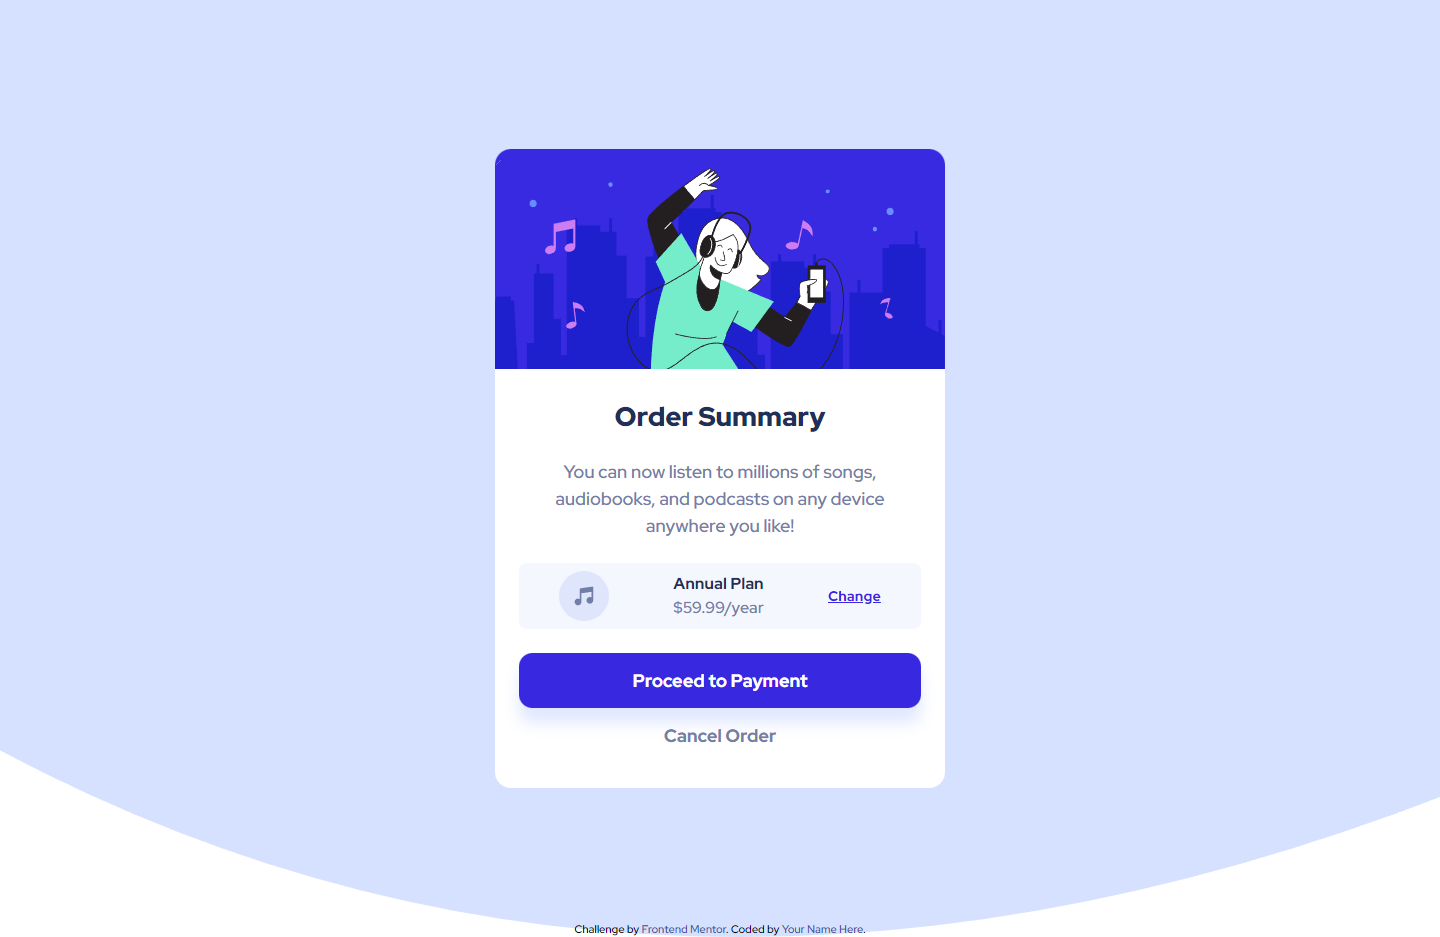 Order Summary
You can now listen to millions of songs,
audiobooks, and podcasts on any device
anywhere you like!
Annual Plan
$59.99/year
Change
Proceed to Payment
Cancel Order
Challenge by Frontend Mentor. Coded by Your Name Here.